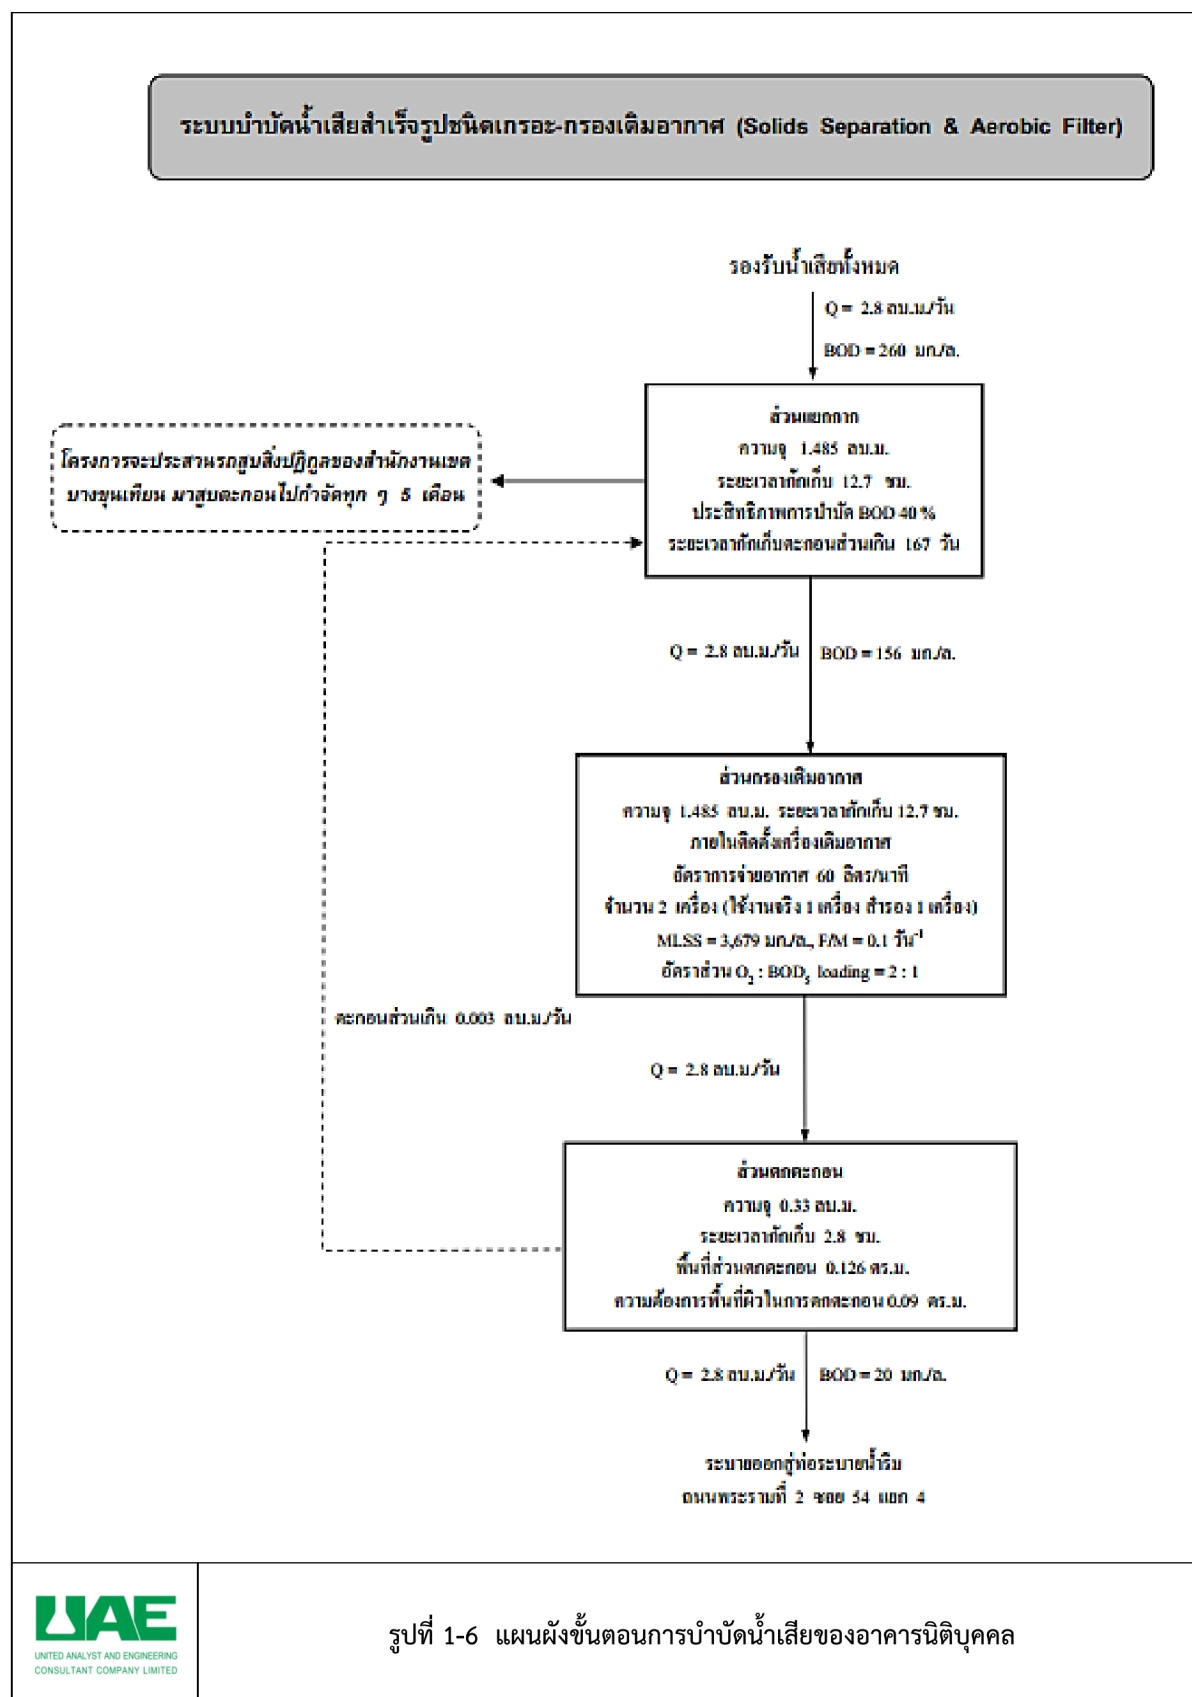 ระบบบำบัดน้ำเสียสำเร็จรูปชนิดเกรอะ-กรองเติมอากาศ (Solids Separation & Aerobic Filter)
รองรับน้ำเสียทั้งหมด
Q = 2.8 ลบ.ม./วัน
BOD = 260 มก./ล.
ส่วนแยกกาก
ความจุ 1.485 ลบ.ม.
ระยะเวลากักเก็บ 12.7 ชม.
ประสิทธิภาพการบำบัด BOD 40 %
ระยะเวลากักเก็บตะกอนส่วนเกิน 167 วัน
โครงการจะประสานรถสูบสิ่งปฏิกูลของสำนักงานเขต
บางขุนเทียน มาสูบตะกอนไปกำจัดทุก ๆ 5 เดือน
Q = 2.8 ลบ.ม./วัน BOD = 156 มก./ล.
ส่วนกรองเติมอากาศ
ความจุ 1.485 ลบ.ม. ระยะเวลากักเก็บ 12.7 ชม.
ภายในติดตั้งเครื่องเติมอากาศ
อัตราการจ่ายอากาศ 60 ลิตร/นาที
จำนวน 2 เครื่อง (ใช้งานจริง 1 เครื่อง สำรอง 1 เครื่อง)
MLSS = 3,679 มก./ล., F/M = 0.1 วัน⁻¹
อัตราส่วน O₂ : BOD₅ loading = 2 : 1
ตะกอนส่วนเกิน 0.003 ลบ.ม./วัน
Q = 2.8 ลบ.ม./วัน
ส่วนตกตะกอน
ความจุ 0.33 ลบ.ม.
ระยะเวลากักเก็บ 2.8 ชม.
พื้นที่ส่วนตกตะกอน 0.126 ตร.ม.
ความต้องการพื้นที่ผิวในการตกตะกอน 0.09 ตร.ม.
Q = 2.8 ลบ.ม./วัน BOD = 20 มก./ล.
ระบายออกสู่ท่อระบายน้ำริม
ถนนพระรามที่ 2 ซอย 54 แยก 4
UAE
UNITED ANALYST AND ENGINEERING
CONSULTANT COMPANY LIMITED
รูปที่ 1-6 แผนผังขั้นตอนการบำบัดน้ำเสียของอาคารนิติบุคคล